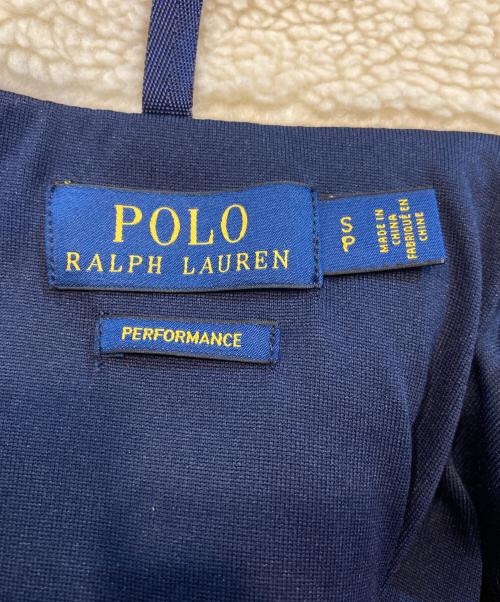 POLO
RALPH LAUREN
S
P
MADE IN
CHINA
FABRIQUÉ EN
CHINE
PERFORMANCE